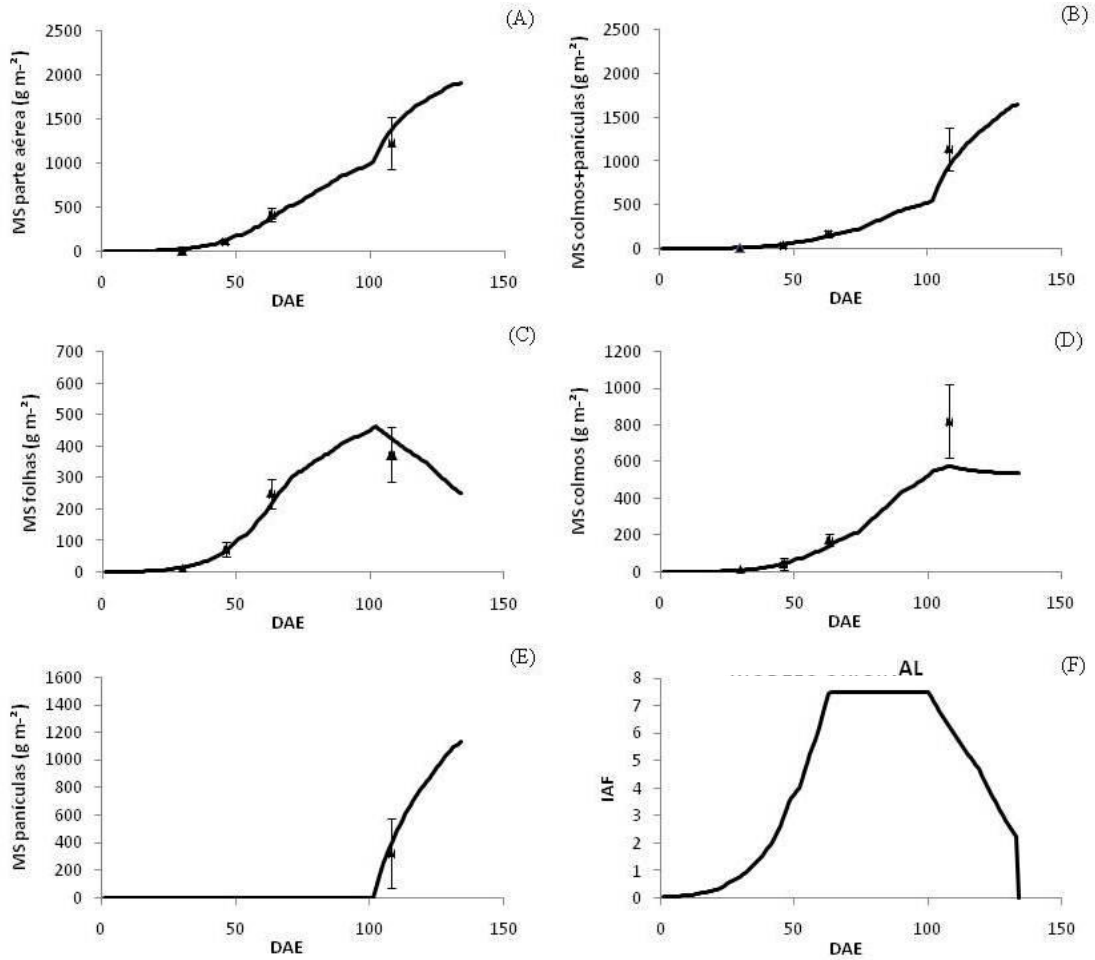 (A)
MS parte aérea (g m-²)
2500
2000
1500
1000
500
0
0 50 100 150
DAE
(B)
MS colmos+panículas (g m-²)
2500
2000
1500
1000
500
0
0 50 100 150
DAE
(C)
MS folhas (g m-²)
700
600
500
400
300
200
100
0
0 50 100 150
DAE
(D)
MS colmos (g m-²)
1200
1000
800
600
400
200
0
0 50 100 150
DAE
(E)
MS panículas (g m-²)
1600
1400
1200
1000
800
600
400
200
0
0 50 100 150
DAE
(F)
AL
IAF
8
7
6
5
4
3
2
1
0
0 50 100 150
DAE